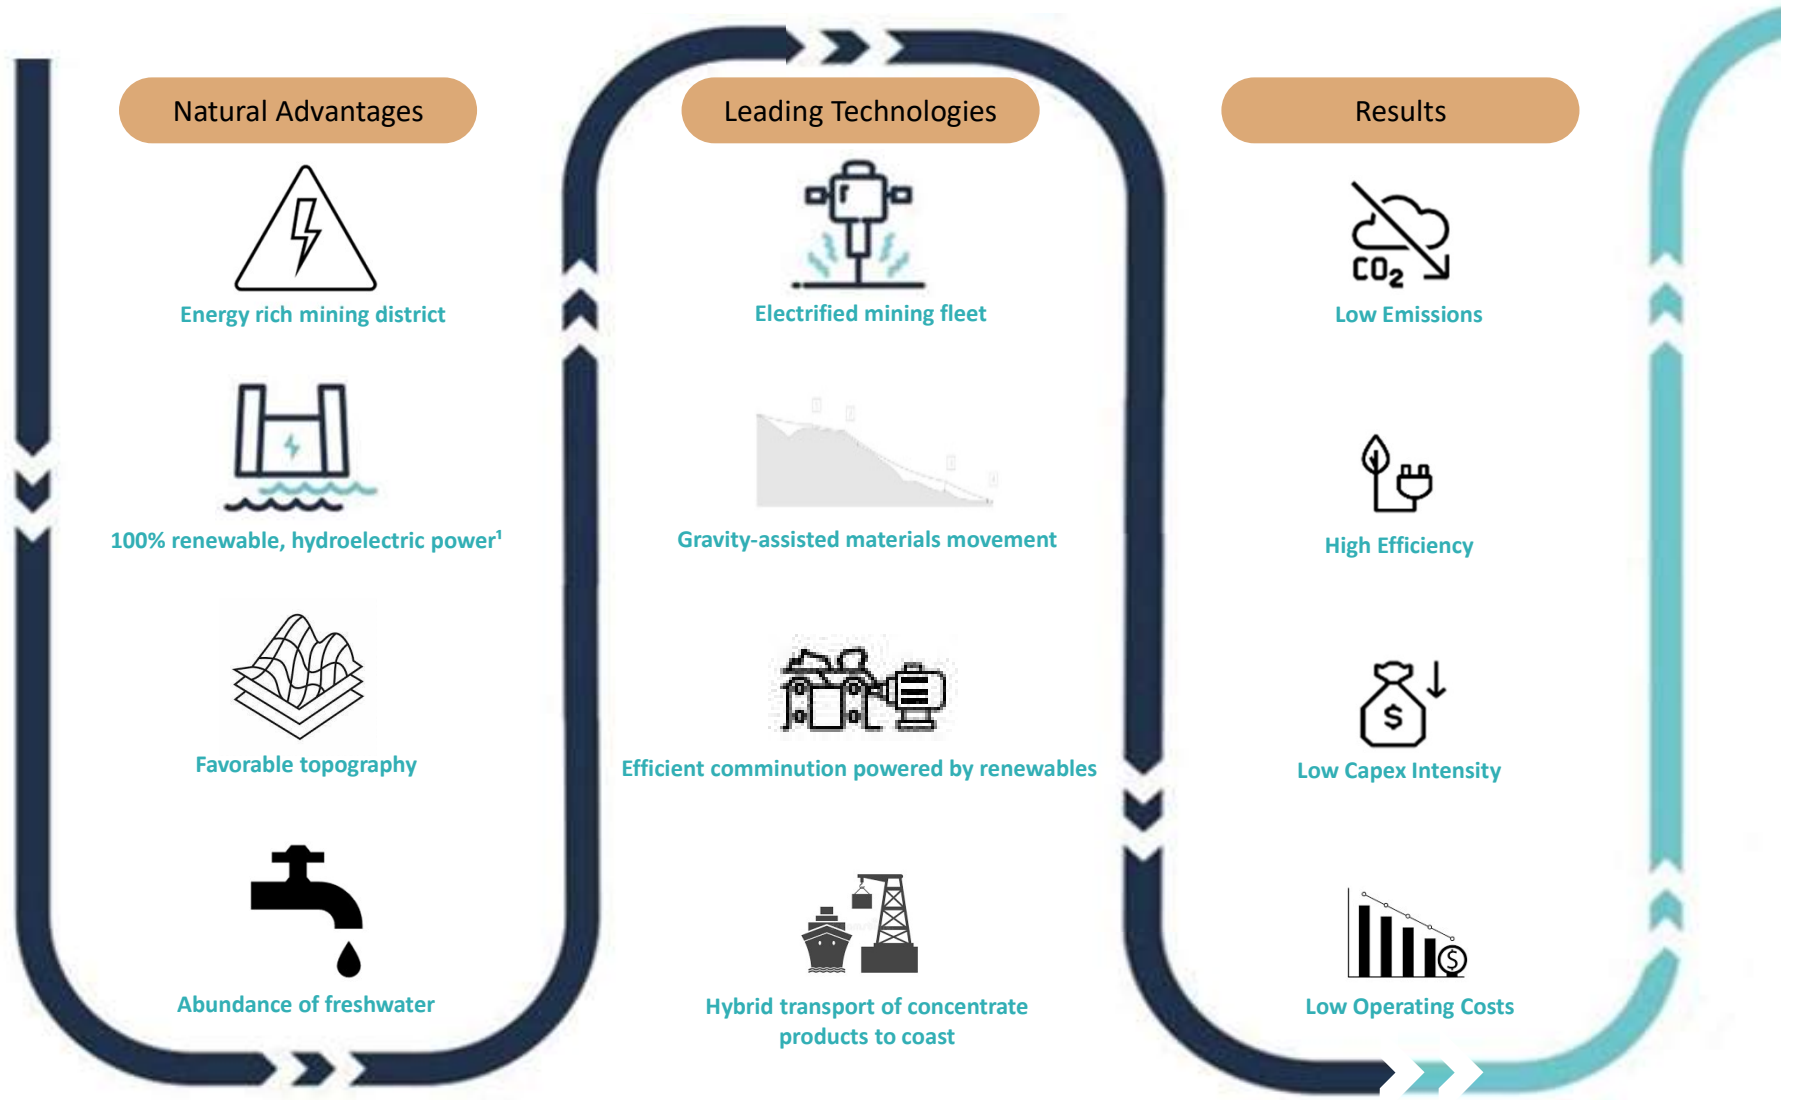 Natural Advantages
Energy rich mining district
100% renewable, hydroelectric power¹
Favorable topography
Abundance of freshwater
Leading Technologies
Electrified mining fleet
Gravity-assisted materials movement
Efficient comminution powered by renewables
Hybrid transport of concentrate
products to coast
Results
CO2
Low Emissions
High Efficiency
$
Low Capex Intensity
$
Low Operating Costs